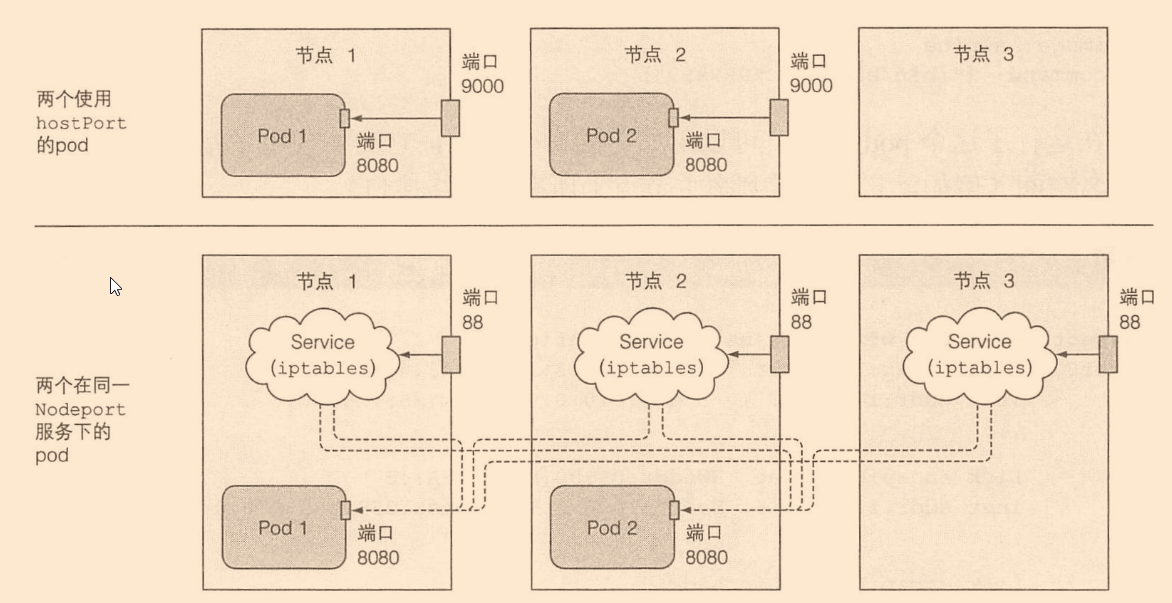 两个使用
hostPort
的pod
节点 1
端口
9000
Pod 1
端口
8080
节点 2
端口
9000
Pod 2
端口
8080
节点 3
两个在同一
Nodeport
服务下的
pod
节点 1
端口
88
Service
(iptables)
Pod 1
端口
8080
节点 2
端口
88
Service
(iptables)
Pod 2
端口
8080
节点 3
端口
88
Service
(iptables)